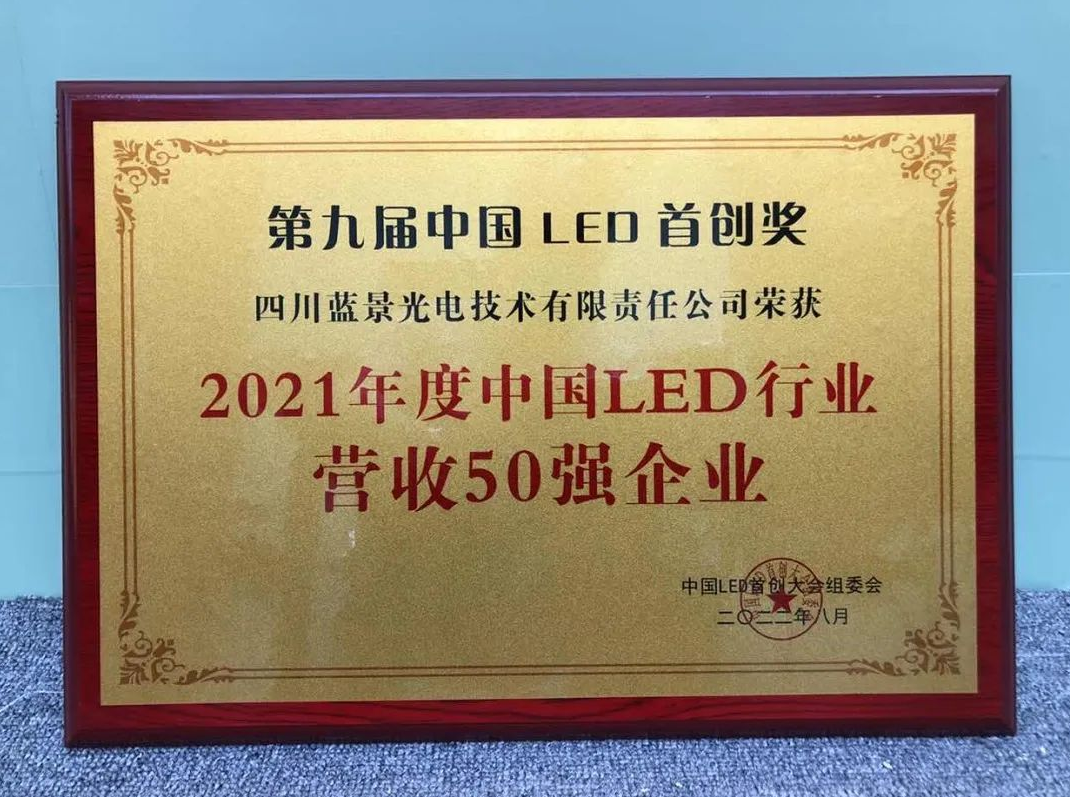 第九届中国 LED 首创奖
四川蓝景光电技术有限责任公司荣获
2021年度中国LED行业
营收50强企业
中国LED首创大会组委会
二〇二二年八月